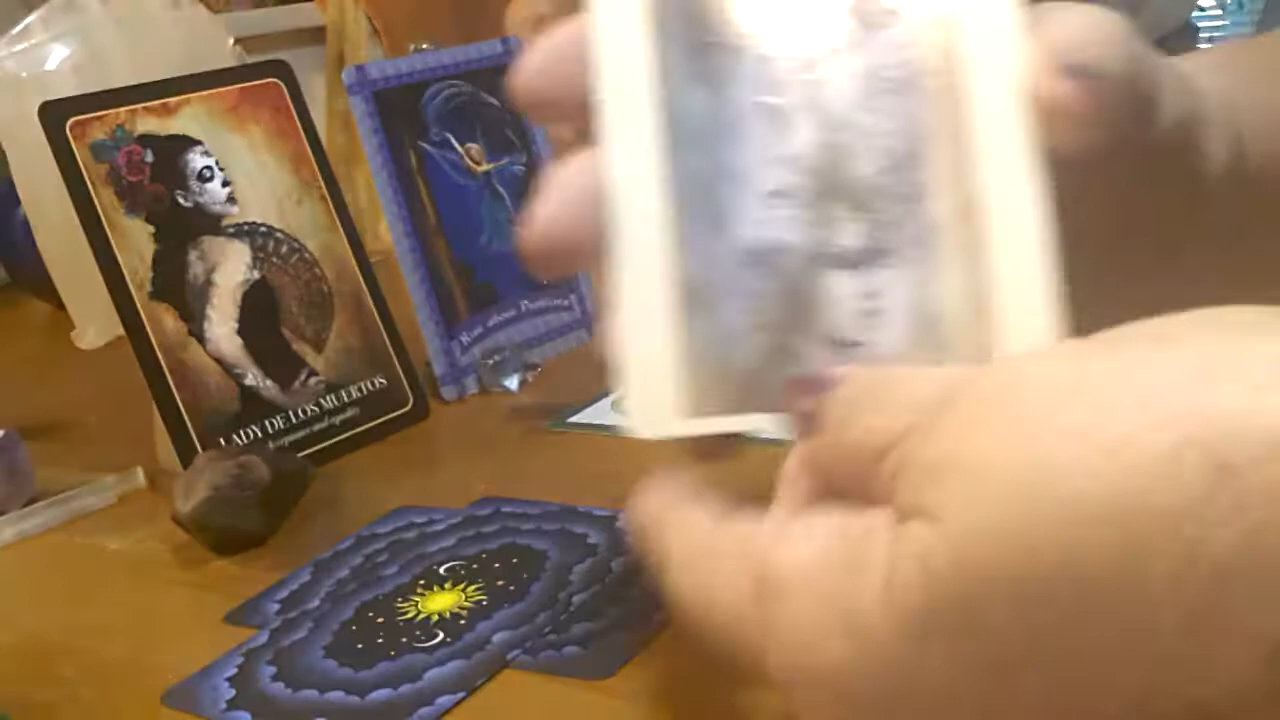 LADY DE LOS MUERTOS
Acceptance and equality
Rise above Problems